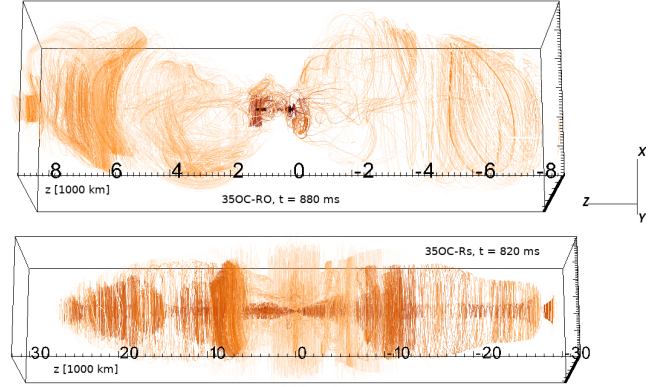 8 6 4 2 0 -2 -4 -6 -8
z [1000 km]
35OC-RO, t = 880 ms
X
Z
Y
35OC-Rs, t = 820 ms
30 20 10 0 -10 -20 -30
z [1000 km]